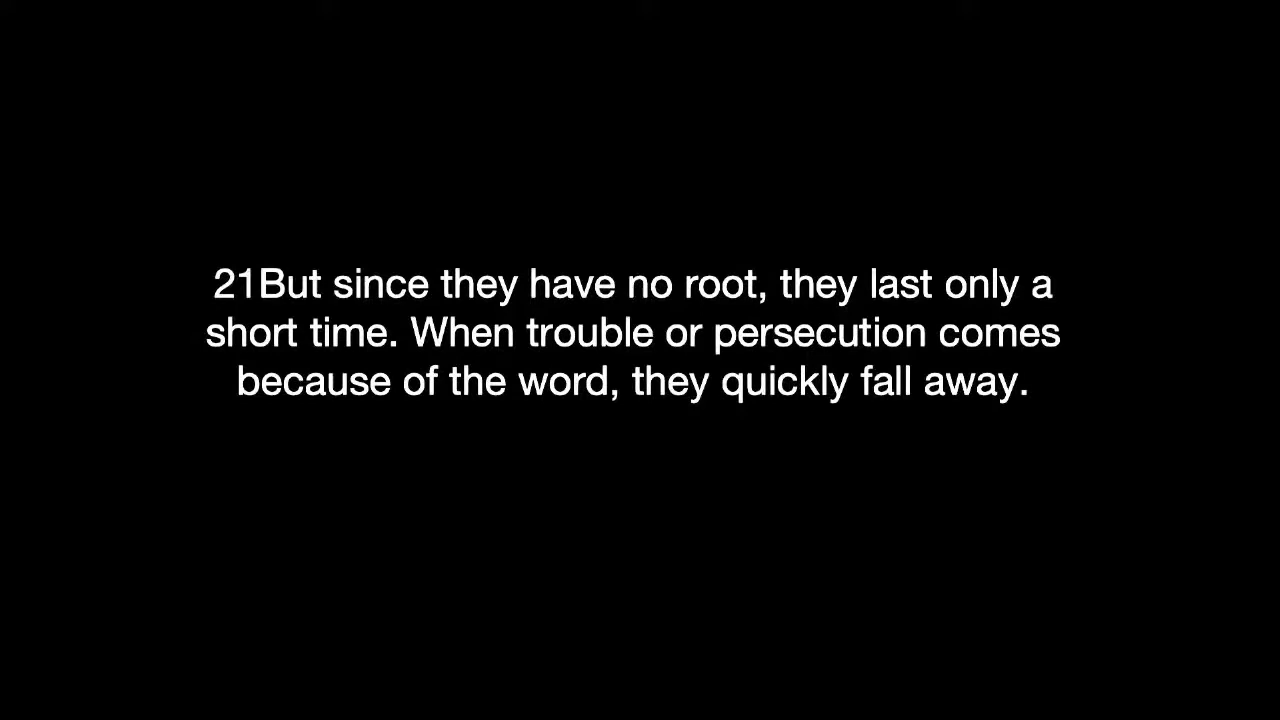 21But since they have no root, they last only a
short time. When trouble or persecution comes
because of the word, they quickly fall away.